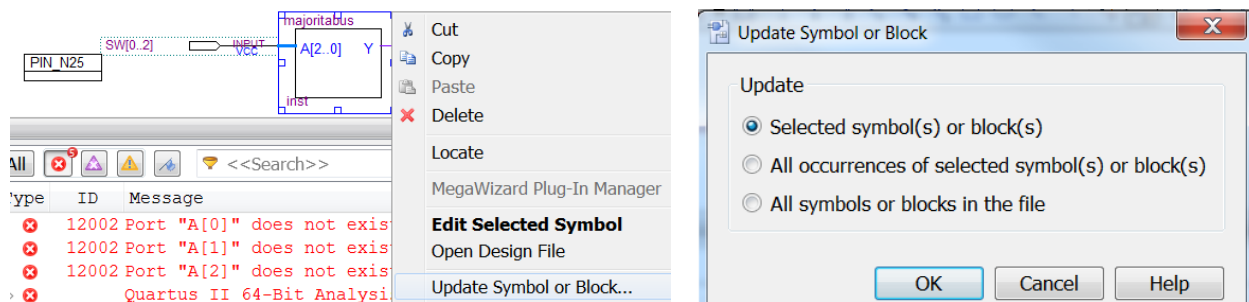 majoritabus
SW[0..2]
INPUT
VCC
A[2..0] Y
PIN_N25
inst
All
5
<<Search>>
Type ID Message
12002 Port "A[0]" does not exis
12002 Port "A[1]" does not exis
12002 Port "A[2]" does not exis
Quartus II 64-Bit Analysi
Cut
Copy
Paste
Delete
Locate
MegaWizard Plug-In Manager
Edit Selected Symbol
Open Design File
Update Symbol or Block...
Update Symbol or Block
Update
Selected symbol(s) or block(s)
All occurrences of selected symbol(s) or block(s)
All symbols or blocks in the file
OK Cancel Help